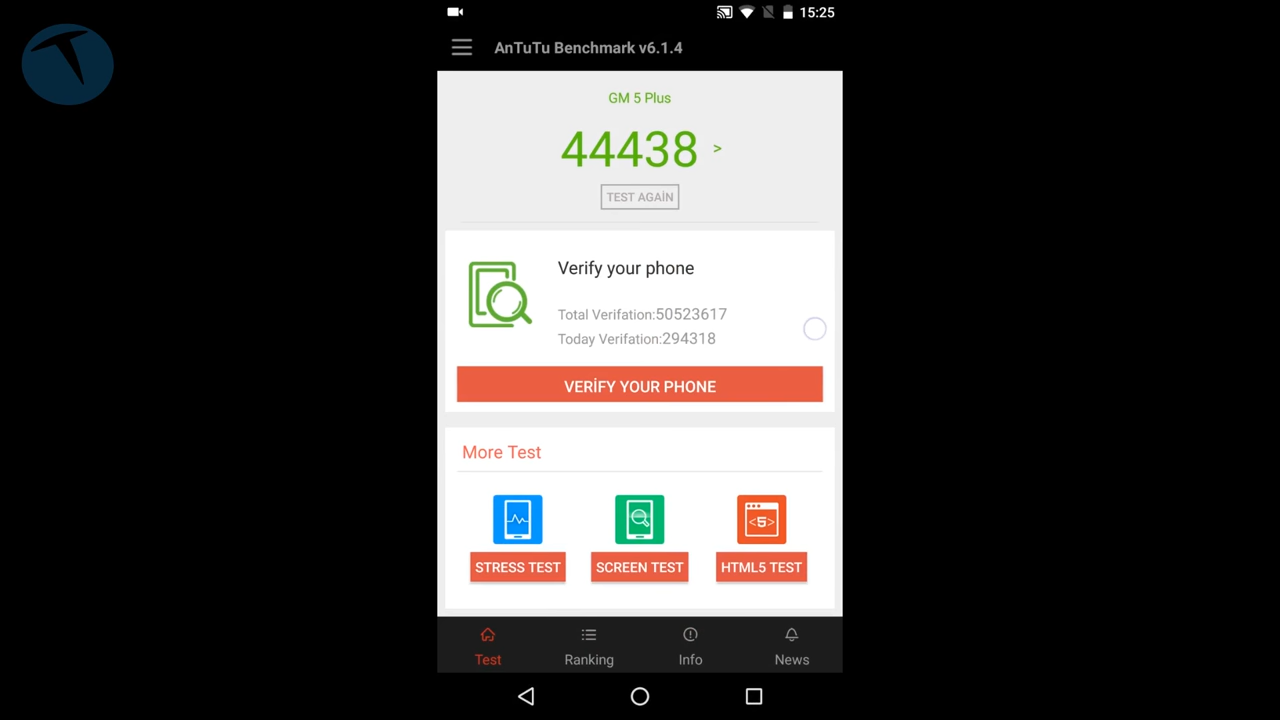 15:25
AnTuTu Benchmark v6.1.4
GM 5 Plus
44438 >
TEST AGAİN
Verify your phone
Total Verifation:50523617
Today Verifation:294318
VERİFY YOUR PHONE
More Test
<5>
STRESS TEST SCREEN TEST HTML5 TEST
Test Ranking Info News